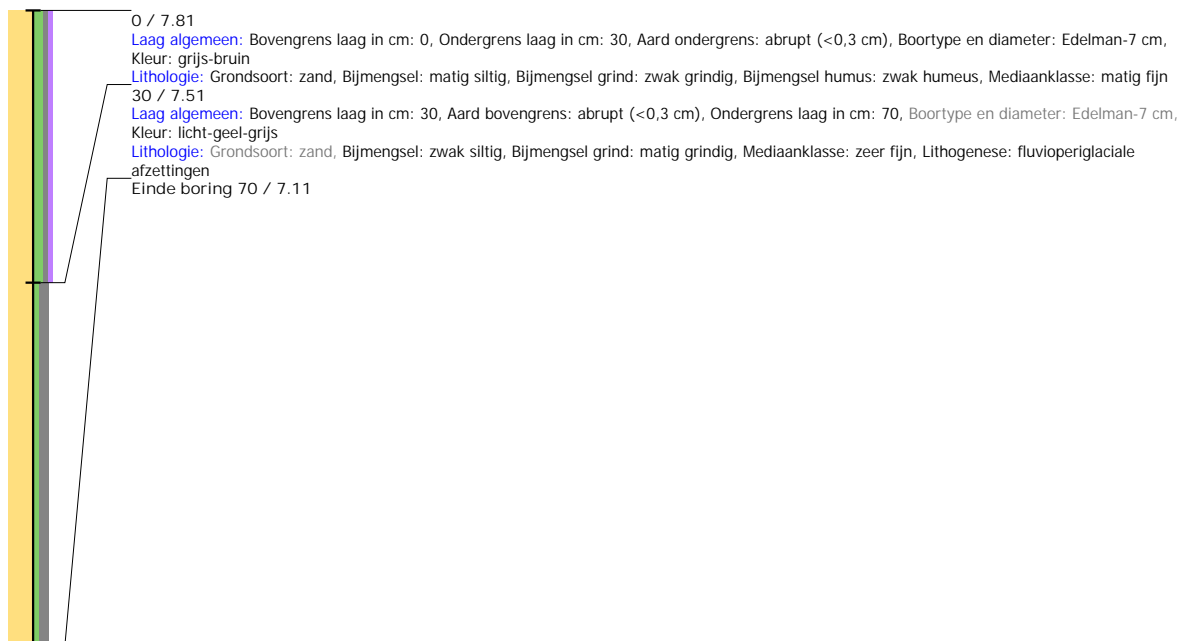 0 / 7.81
Laag algemeen: Bovengrens laag in cm: 0, Ondergrens laag in cm: 30, Aard ondergrens: abrupt (<0,3 cm), Boortype en diameter: Edelman-7 cm,
Kleur: grijs-bruin
Lithologie: Grondsoort: zand, Bijmengsel: matig siltig, Bijmengsel grind: zwak grindig, Bijmengsel humus: zwak humeus, Mediaanklasse: matig fijn
30 / 7.51
Laag algemeen: Bovengrens laag in cm: 30, Aard bovengrens: abrupt (<0,3 cm), Ondergrens laag in cm: 70, Boortype en diameter: Edelman-7 cm,
Kleur: licht-geel-grijs
Lithologie: Grondsoort: zand, Bijmengsel: zwak siltig, Bijmengsel grind: matig grindig, Mediaanklasse: zeer fijn, Lithogenese: fluvioperiglaciale
afzettingen
Einde boring 70 / 7.11